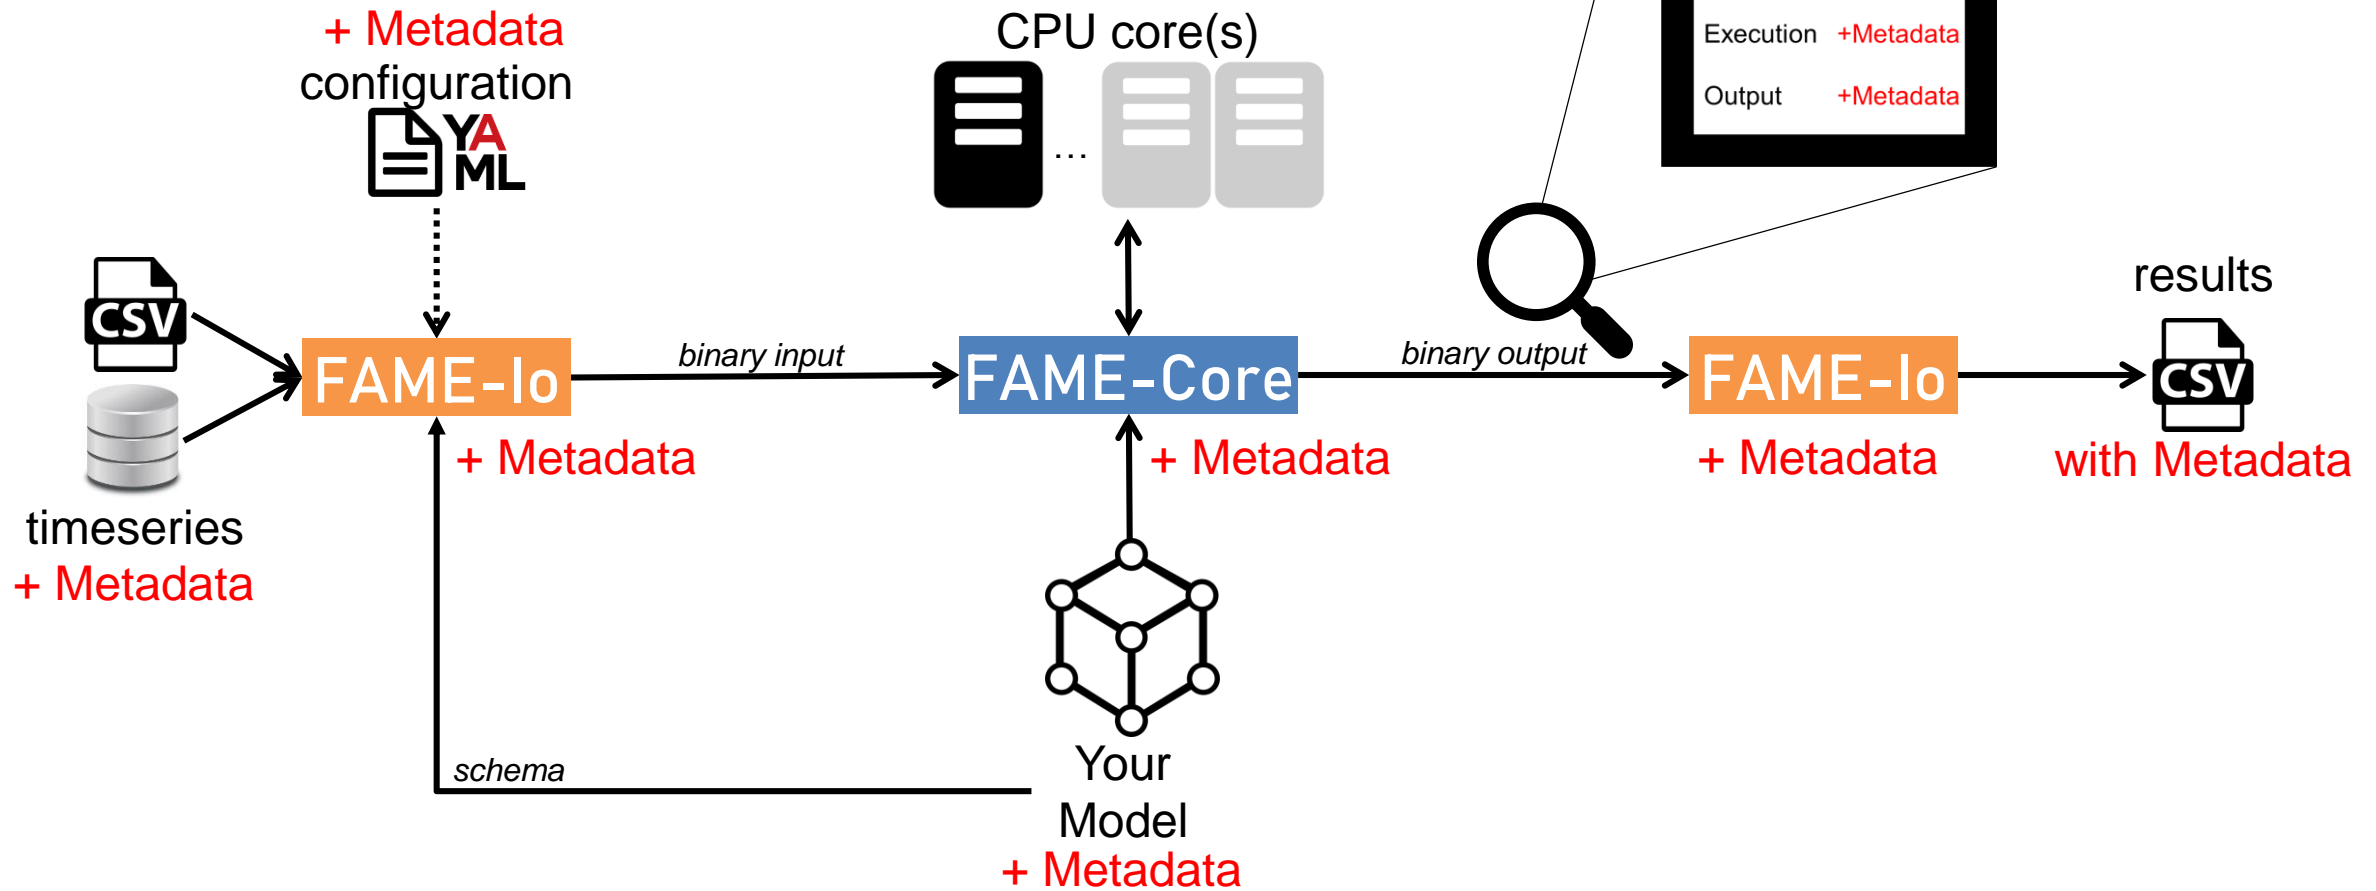 + Metadata
configuration
YA
ML
CPU core(s)
...
Execution +Metadata
Output +Metadata
CSV
timeseries
+ Metadata
FAME-Io
+ Metadata
binary input
FAME-Core
+ Metadata
binary output
FAME-Io
+ Metadata
results
CSV
with Metadata
schema
Your
Model
+ Metadata